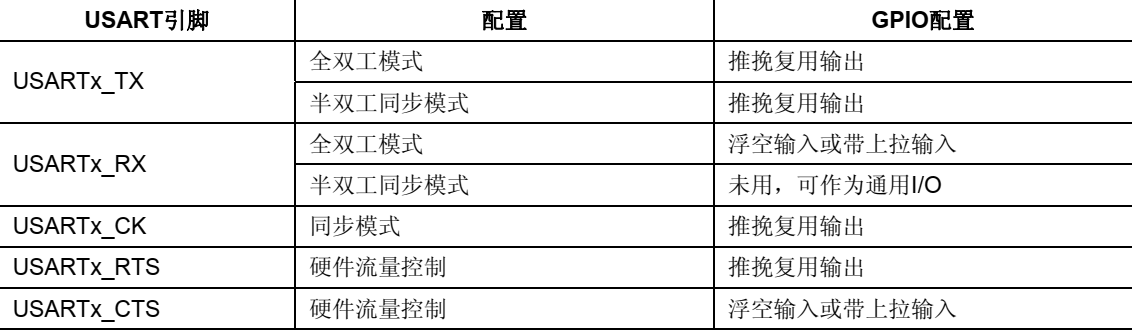 USART引脚 配置 GPIO配置
USARTx_TX 全双工模式 推挽复用输出
半双工同步模式 推挽复用输出
USARTx_RX 全双工模式 浮空输入或带上拉输入
半双工同步模式 未用，可作为通用I/O
USARTx_CK 同步模式 推挽复用输出
USARTx_RTS 硬件流量控制 推挽复用输出
USARTx_CTS 硬件流量控制 浮空输入或带上拉输入